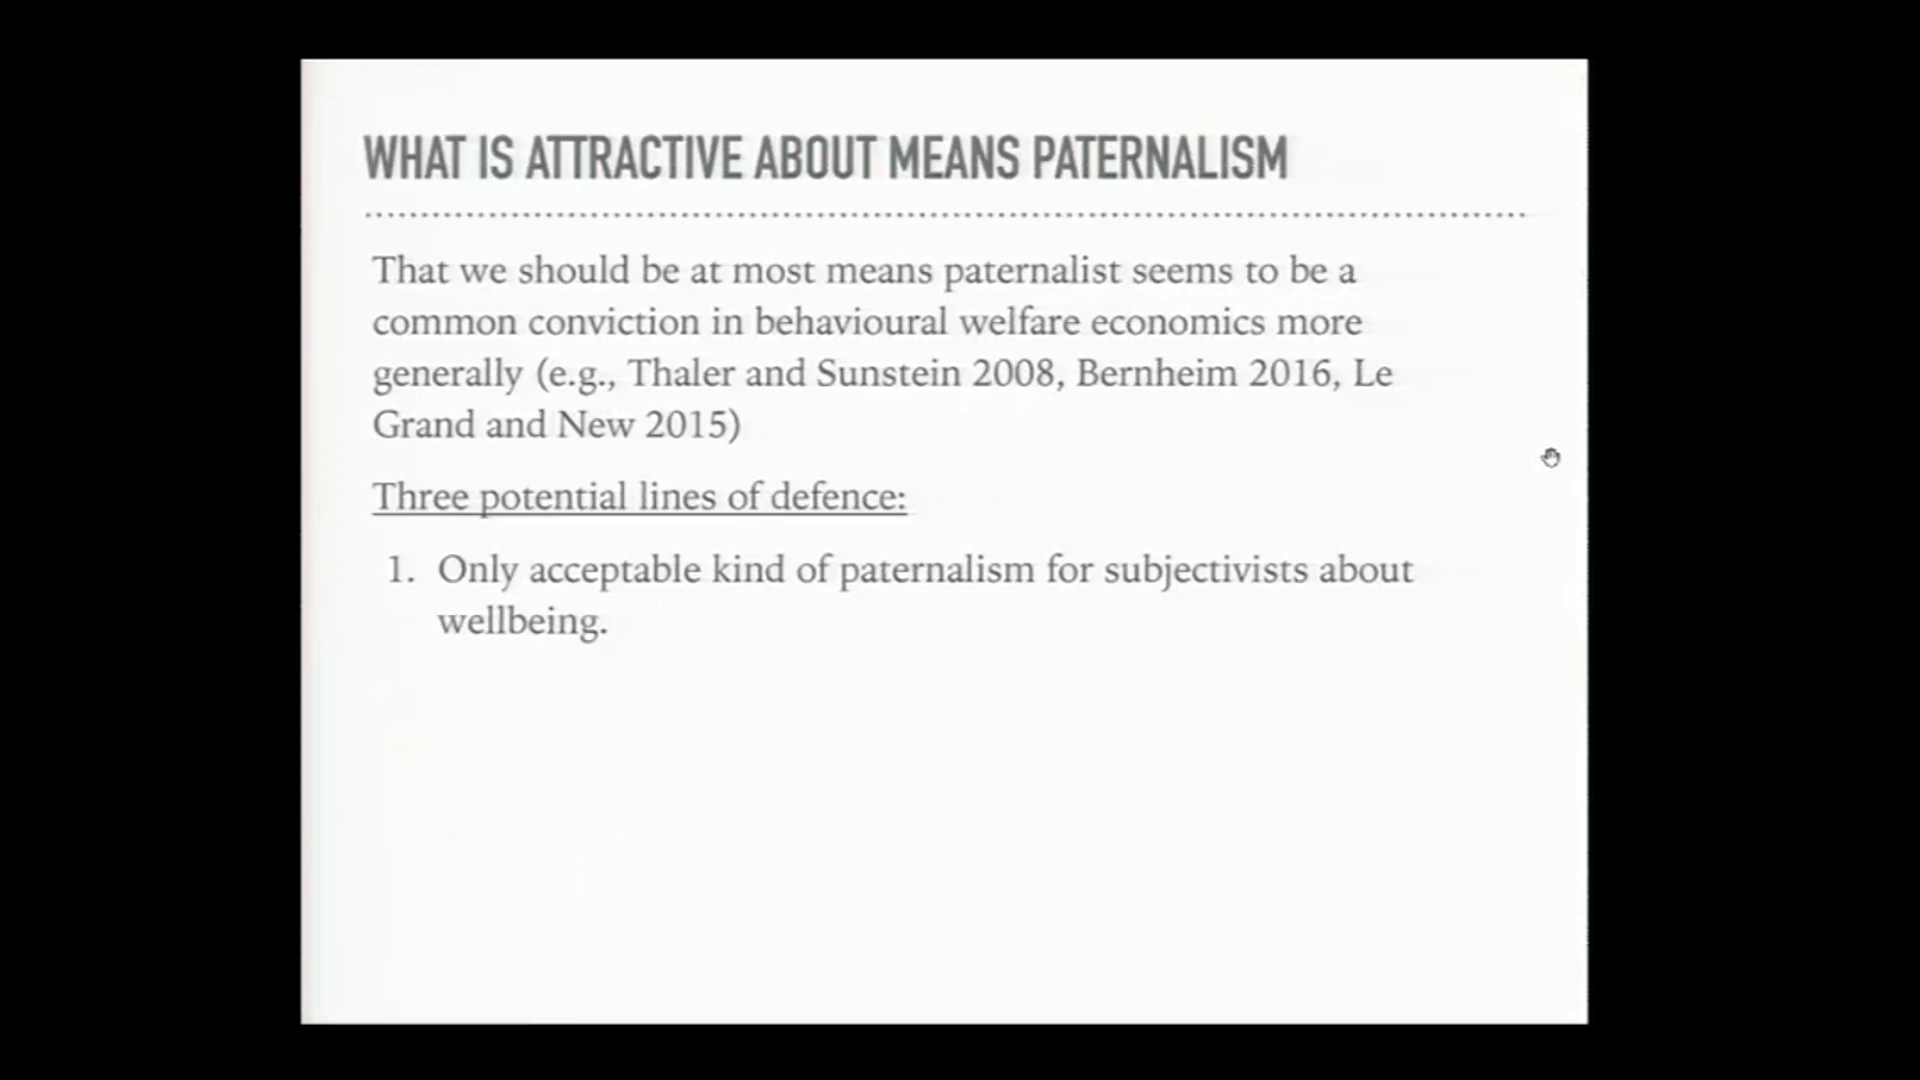 WHAT IS ATTRACTIVE ABOUT MEANS PATERNALISM
That we should be at most means paternalist seems to be a
common conviction in behavioural welfare economics more
generally (e.g., Thaler and Sunstein 2008, Bernheim 2016, Le
Grand and New 2015)
Three potential lines of defence:
1. Only acceptable kind of paternalism for subjectivists about
wellbeing.